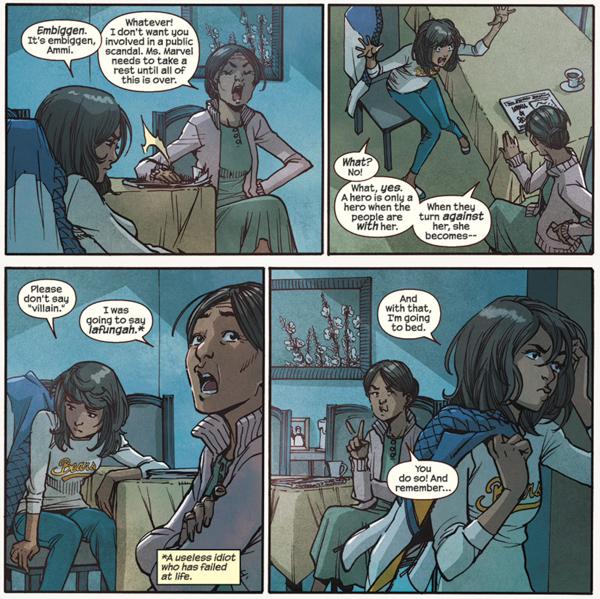 Embiggen.
It's embiggen,
Ammi.
Whatever!
I don't want you
involved in a public
scandal. Ms. Marvel
needs to take a
rest until all of
this is over.
What?
No!
What, yes.
A hero is only a
hero when the
people are
with her.
When they
turn against
her, she
becomes--
Please
don't say
"villain."
I was
going to say
lafungah.*
Bears
*A useless idiot
who has failed
at life.
And
with that,
I'm going
to bed.
You
do so! And
remember...